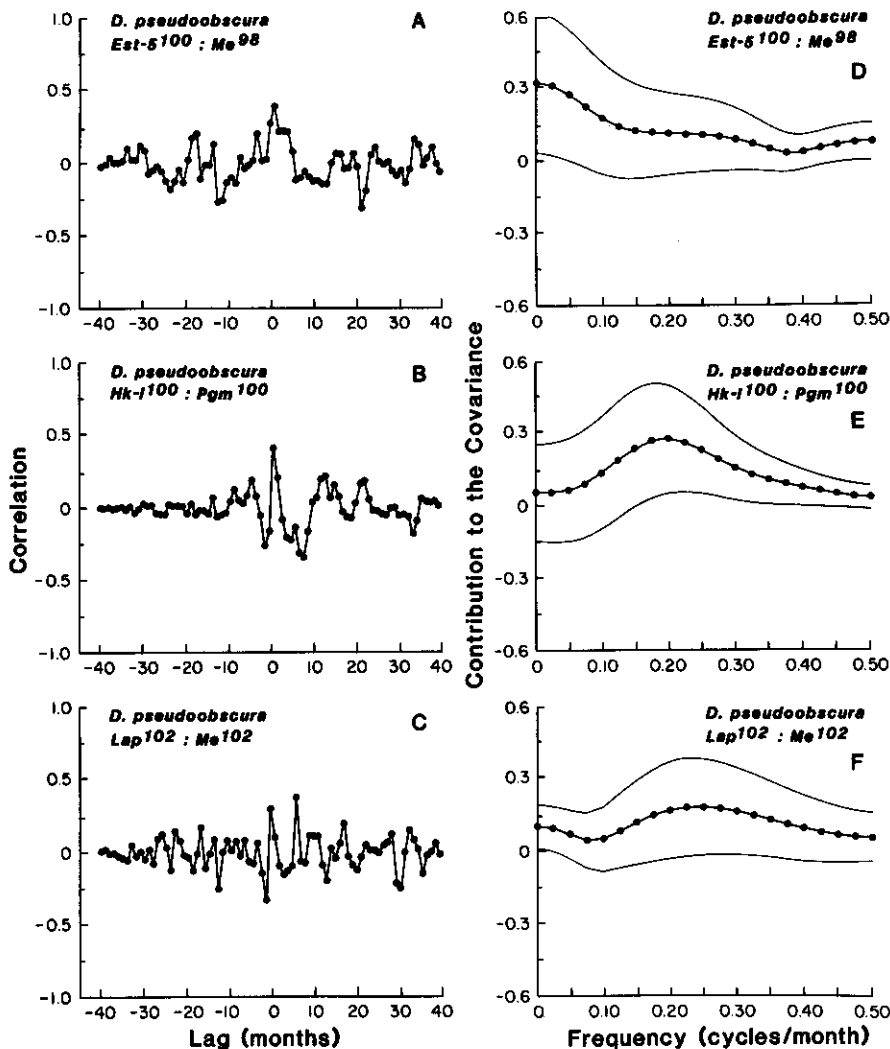 D. pseudoobscura
Est-5¹⁰⁰ : Me⁹⁸
A
1.0
0.5
0
-0.5
-1.0
-40 -30 -20 -10 0 10 20 30 40
D. pseudoobscura
Est-5¹⁰⁰ : Me⁹⁸
D
0.6
0.3
0
-0.3
-0.6
0 0.10 0.20 0.30 0.40 0.50
D. pseudoobscura
Hk-1¹⁰⁰ : Pgm¹⁰⁰
B
1.0
0.5
0
-0.5
-1.0
-40 -30 -20 -10 0 10 20 30 40
D. pseudoobscura
Hk-1¹⁰⁰ : Pgm¹⁰⁰
E
0.6
0.3
0
-0.3
-0.6
0 0.10 0.20 0.30 0.40 0.50
D. pseudoobscura
Lap¹⁰² : Me¹⁰²
C
1.0
0.5
0
-0.5
-1.0
-40 -30 -20 -10 0 10 20 30 40
D. pseudoobscura
Lap¹⁰² : Me¹⁰²
F
0.6
0.3
0
-0.3
-0.6
0 0.10 0.20 0.30 0.40 0.50
Correlation
Contribution to the Covariance
Lag (months)
Frequency (cycles/month)